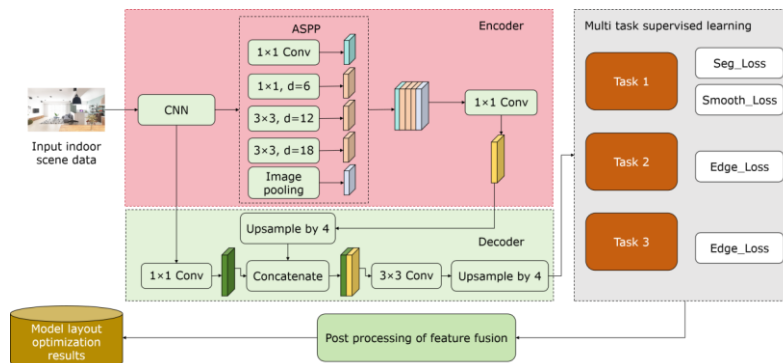 ASPP
Encoder
Multi task supervised learning
1×1 Conv
1×1, d=6
3×3, d=12
3×3, d=18
Image
pooling
CNN
Input indoor
scene data
1×1 Conv
Task 1
Seg_Loss
Smooth_Loss
Task 2
Edge_Loss
Task 3
Edge_Loss
Upsample by 4
Decoder
1×1 Conv
Concatenate
3×3 Conv
Upsample by 4
Model layout
optimization
results
Post processing of feature fusion